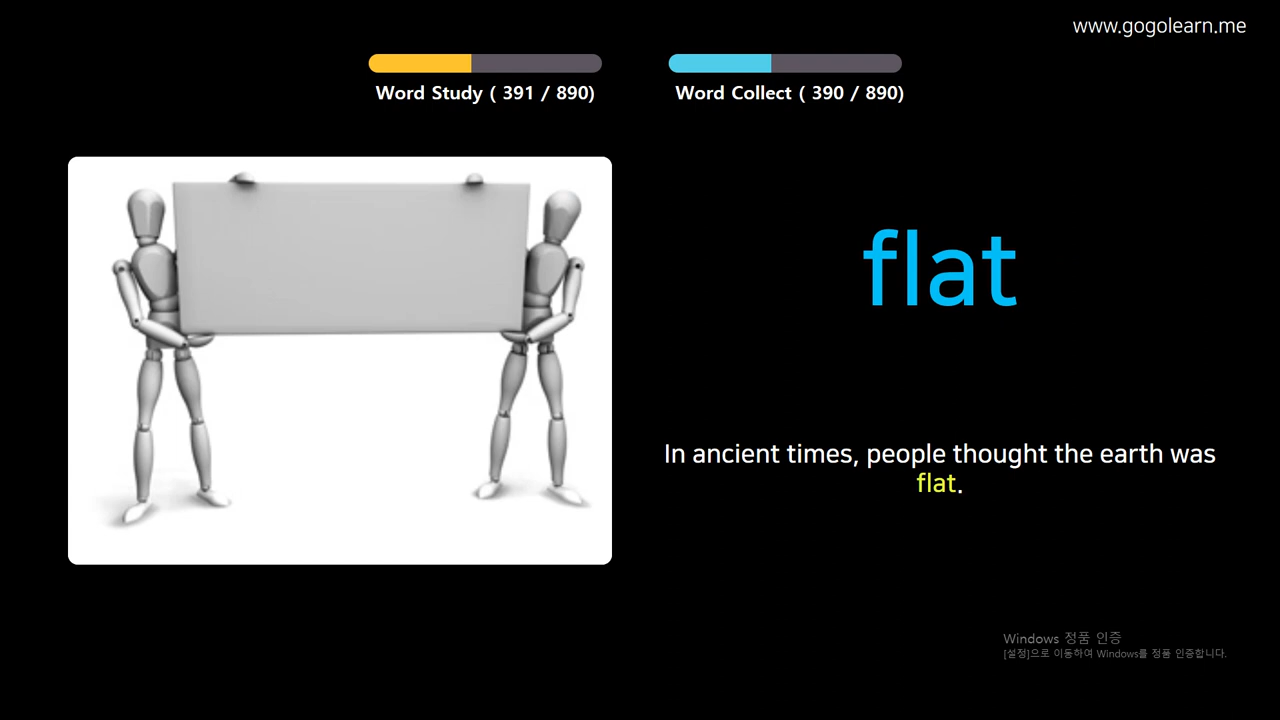 www.gogolearn.me
Word Study ( 391 / 890)
Word Collect ( 390 / 890)
flat
In ancient times, people thought the earth was
flat.
Windows 정품 인증
[설정]으로 이동하여 Windows를 정품 인증합니다.